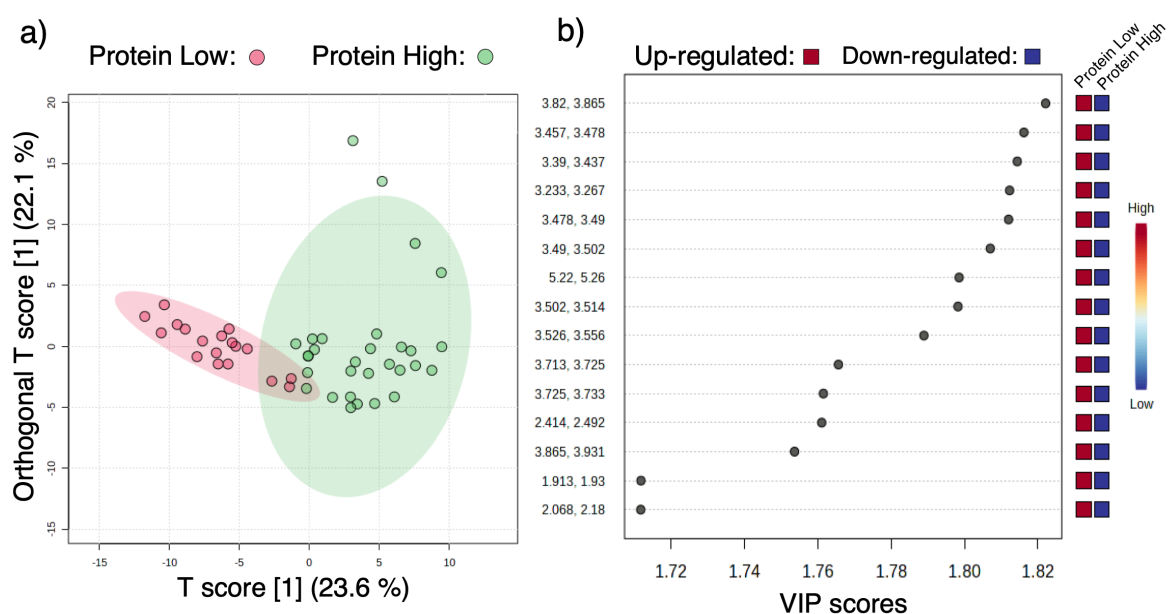 a)
Protein Low:
Protein High:
20
15
10
5
0
-5
-10
-15
Orthogonal T score [1] (22.1 %)
-15
-10
-5
0
5
10
T score [1] (23.6 %)
b)
Up-regulated:
Down-regulated:
Protein Low
Protein High
3.82, 3.865
3.457, 3.478
3.39, 3.437
3.233, 3.267
3.478, 3.49
3.49, 3.502
5.22, 5.26
3.502, 3.514
3.526, 3.556
3.713, 3.725
3.725, 3.733
2.414, 2.492
3.865, 3.931
1.913, 1.93
2.068, 2.18
High
Low
1.72
1.74
1.76
1.78
1.80
1.82
VIP scores